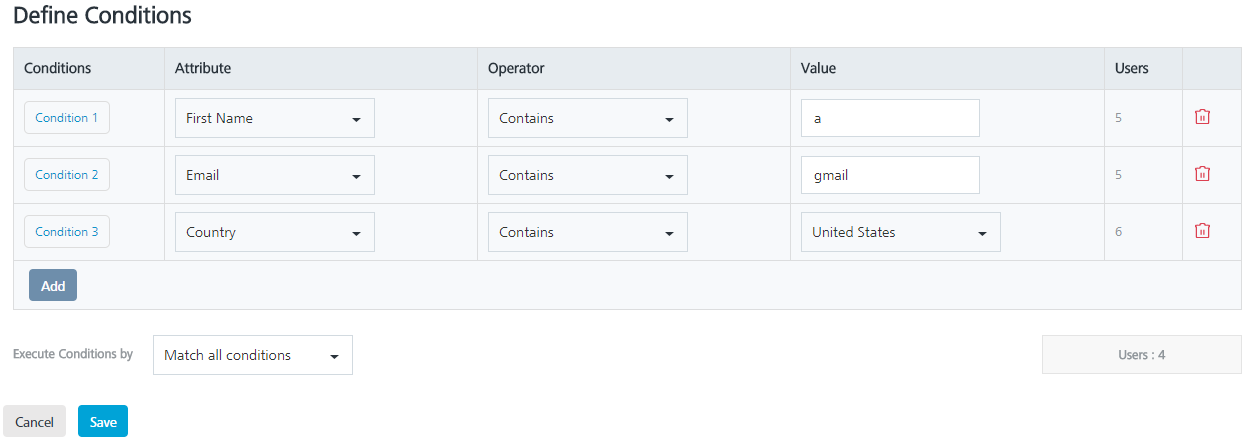 Define Conditions
Conditions Attribute Operator Value Users
Condition 1 First Name Contains a 5
Condition 2 Email Contains gmail 5
Condition 3 Country Contains United States 6
Add
Execute Conditions by Match all conditions Users : 4
Cancel Save